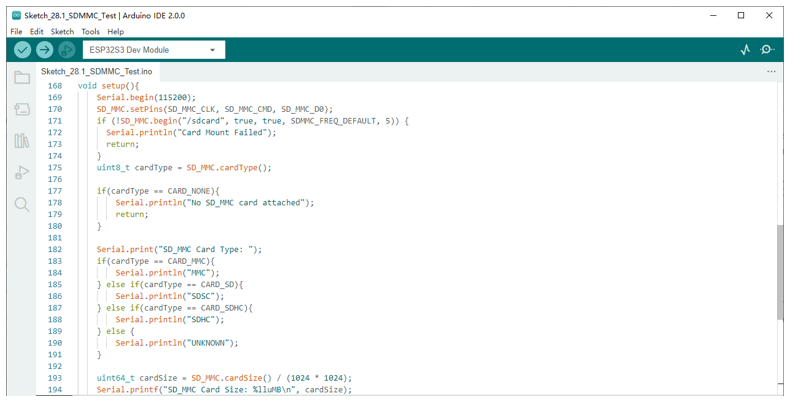 Sketch_28.1_SDMMC_Test | Arduino IDE 2.0.0
File Edit Sketch Tools Help
ESP32S3 Dev Module
Sketch_28.1_SDMMC_Test.ino
168 void setup(){
169 Serial.begin(115200);
170 SD_MMC.setPins(SD_MMC_CLK, SD_MMC_CMD, SD_MMC_D0);
171 if (!SD_MMC.begin("/sdcard", true, true, SDMMC_FREQ_DEFAULT, 5)) {
172 Serial.println("Card Mount Failed");
173 return;
174 }
175 uint8_t cardType = SD_MMC.cardType();
176
177 if(cardType == CARD_NONE){
178 Serial.println("No SD_MMC card attached");
179 return;
180 }
181
182 Serial.print("SD_MMC Card Type: ");
183 if(cardType == CARD_MMC){
184 Serial.println("MMC");
185 } else if(cardType == CARD_SD){
186 Serial.println("SDSC");
187 } else if(cardType == CARD_SDHC){
188 Serial.println("SDHC");
189 } else {
190 Serial.println("UNKNOWN");
191 }
192
193 uint64_t cardSize = SD_MMC.cardSize() / (1024 * 1024);
194 Serial.printf("SD_MMC Card Size: %lluMB\n", cardSize);